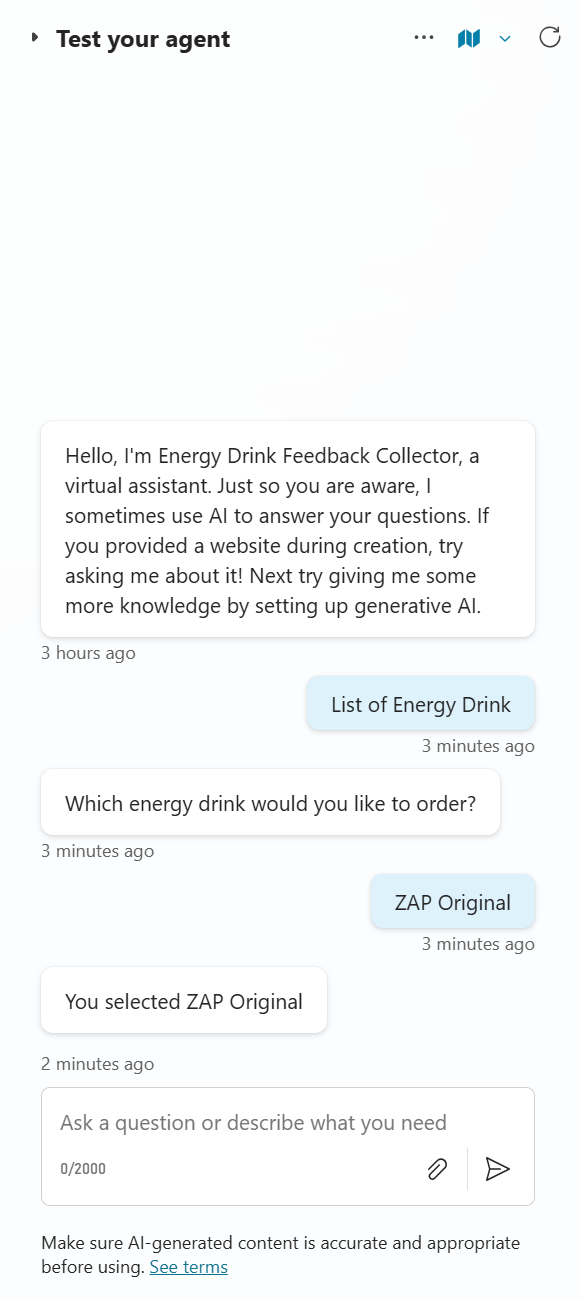 Test your agent
Hello, I'm Energy Drink Feedback Collector, a
virtual assistant. Just so you are aware, I
sometimes use AI to answer your questions. If
you provided a website during creation, try
asking me about it! Next try giving me some
more knowledge by setting up generative AI.
3 hours ago
List of Energy Drink
3 minutes ago
Which energy drink would you like to order?
3 minutes ago
ZAP Original
3 minutes ago
You selected ZAP Original
2 minutes ago
Ask a question or describe what you need
0/2000
Make sure AI-generated content is accurate and appropriate
before using. See terms